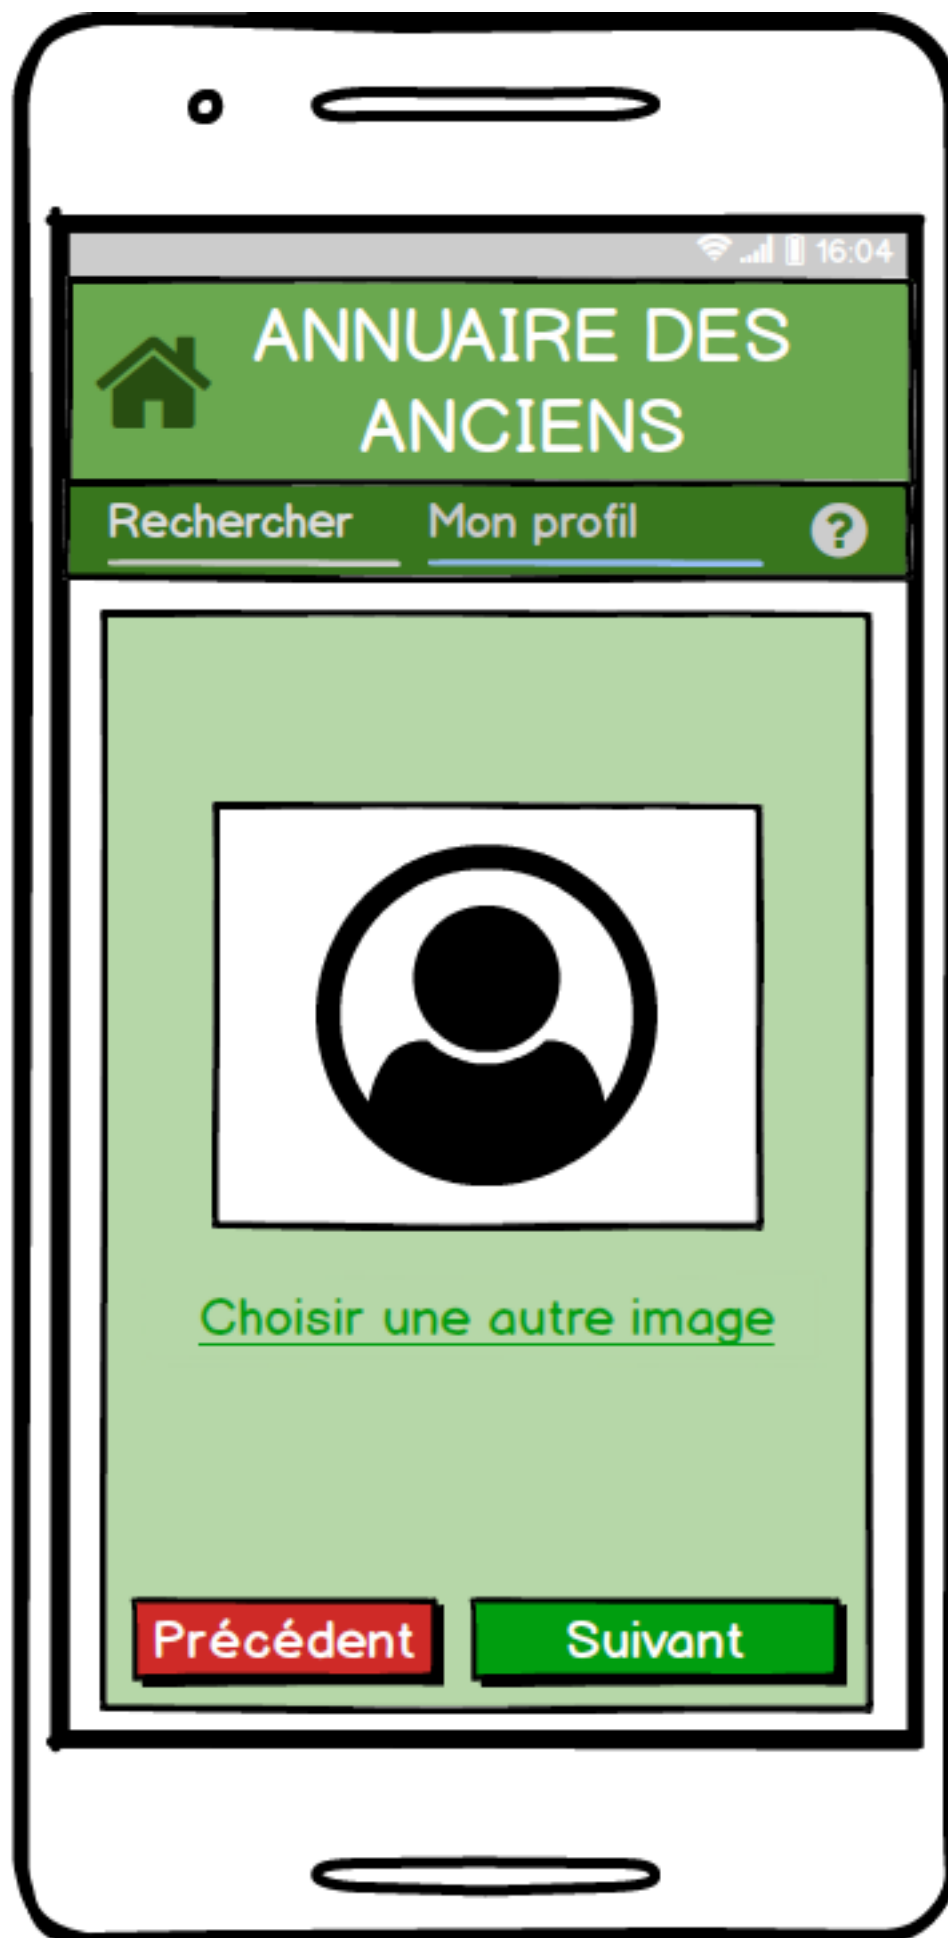 16:04
ANNUAIRE DES
ANCIENS
Rechercher Mon profil ?
Choisir une autre image
Précédent Suivant